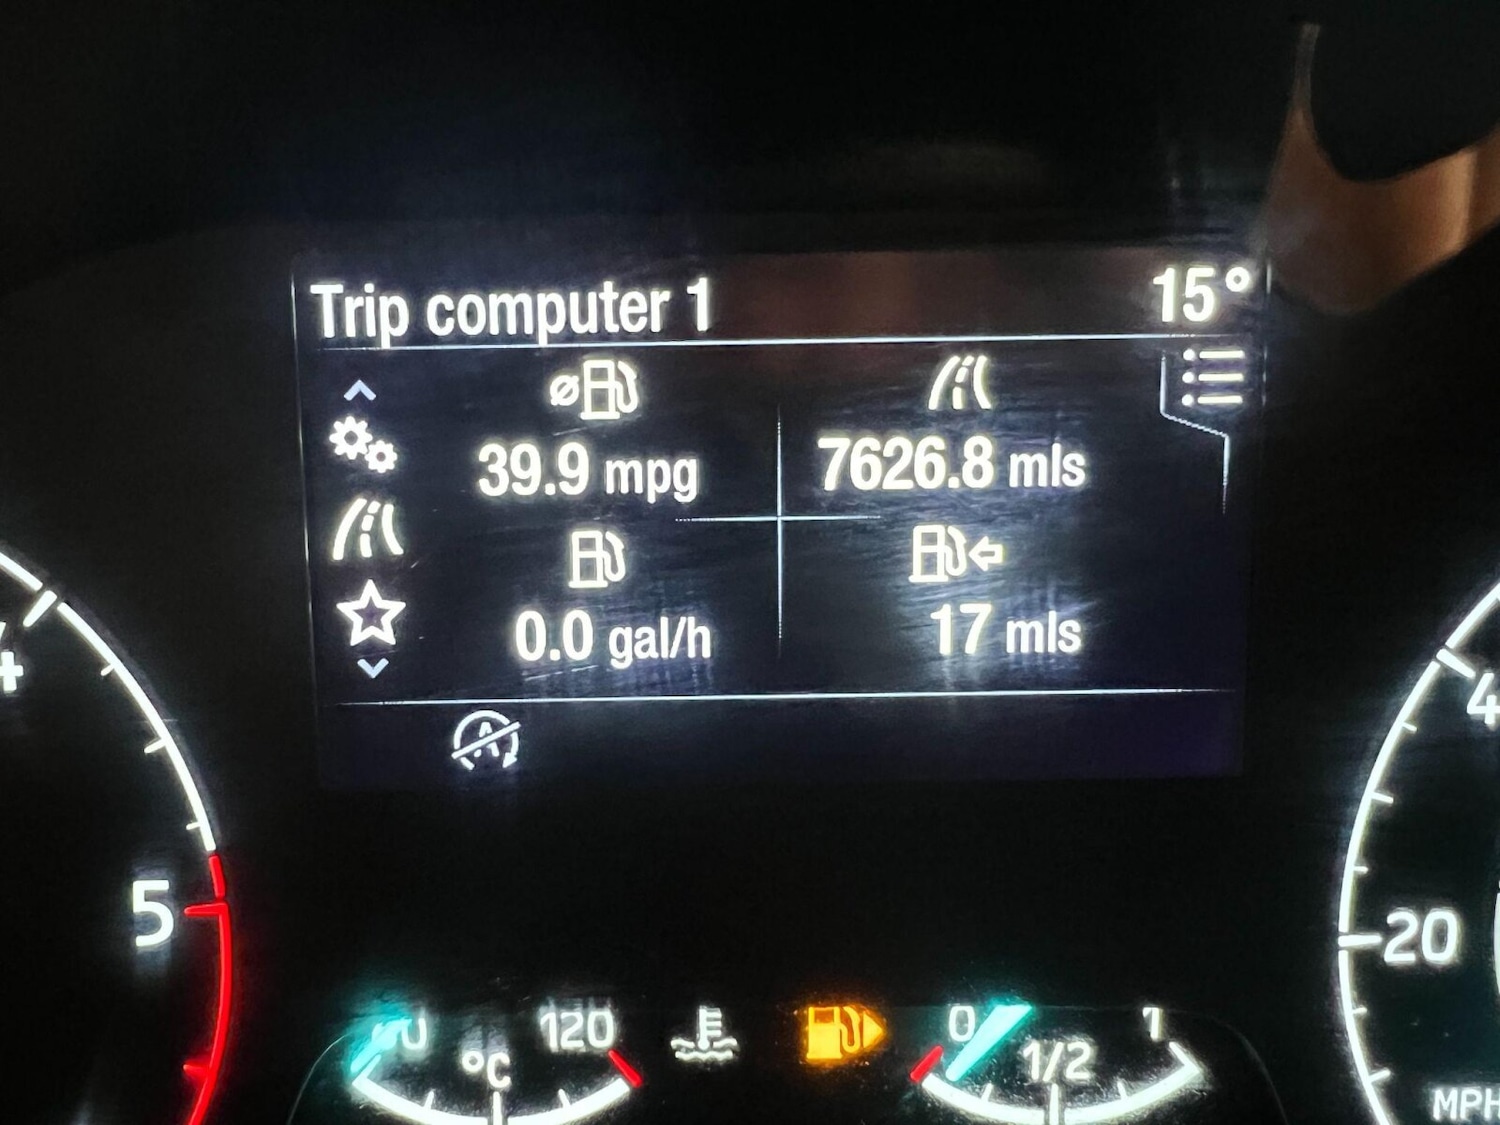 Trip computer 1
15°
39.9 mpg
7626.8 mls
0.0 gal/h
17 mls
A
5
4
20
MPH
120
°C
0
1/2
1